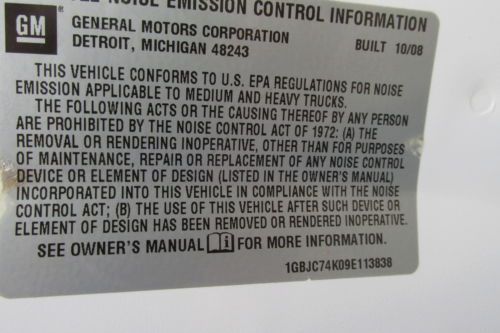 NOISE EMISSION CONTROL INFORMATION
GM
GENERAL MOTORS CORPORATION
DETROIT, MICHIGAN 48243
BUILT 10/08
THIS VEHICLE CONFORMS TO U.S. EPA REGULATIONS FOR NOISE
EMISSION APPLICABLE TO MEDIUM AND HEAVY TRUCKS.
THE FOLLOWING ACTS OR THE CAUSING THEREOF BY ANY PERSON
ARE PROHIBITED BY THE NOISE CONTROL ACT OF 1972: (A) THE
REMOVAL OR RENDERING INOPERATIVE, OTHER THAN FOR PURPOSES
OF MAINTENANCE, REPAIR OR REPLACEMENT OF ANY NOISE CONTROL
DEVICE OR ELEMENT OF DESIGN (LISTED IN THE OWNER'S MANUAL)
INCORPORATED INTO THIS VEHICLE IN COMPLIANCE WITH THE NOISE
CONTROL ACT; (B) THE USE OF THIS VEHICLE AFTER SUCH DEVICE OR
ELEMENT OF DESIGN HAS BEEN REMOVED OR RENDERED INOPERATIVE.
SEE OWNER'S MANUAL FOR MORE INFORMATION.
1GBJC74K09E113838